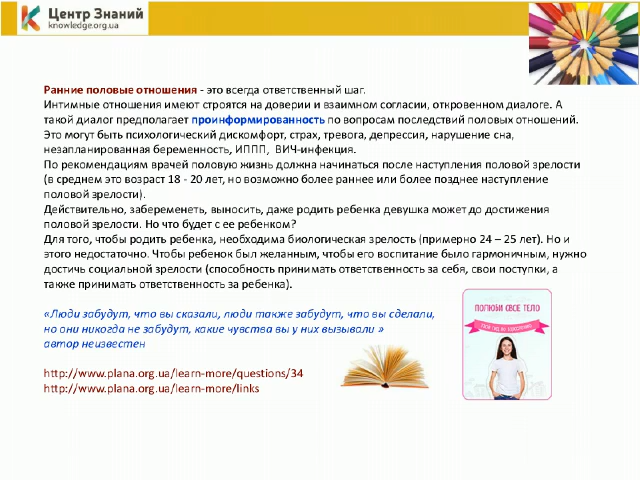 Центр Знаний
knowledge.org.ua
Ранние половые отношения - это всегда ответственный шаг.
Интимные отношения имеют строятся на доверии и взаимном согласии, откровенном диалоге. А
такой диалог предполагает проинформированность по вопросам последствий половых отношений.
Это могут быть психологический дискомфорт, страх, тревога, депрессия, нарушение сна,
незапланированная беременность, ИППП,  ВИЧ-инфекция.
По рекомендациям врачей половую жизнь должна начинаться после наступления половой зрелости
(в среднем это возраст 18 - 20 лет, но возможно более раннее или более позднее наступление
половой зрелости).
Действительно, забеременеть, выносить, даже родить ребенка девушка может до достижения
половой зрелости. Но что будет с ее ребенком?
Для того, чтобы родить ребенка, необходима биологическая зрелость (примерно 24 – 25 лет). Но и
этого недостаточно. Чтобы ребенок был желанным, чтобы его воспитание было гармоничным, нужно
достичь социальной зрелости (способность принимать ответственность за себя, свои поступки, а
также принимать ответственность за ребенка).
«Люди забудут, что вы сказали, люди также забудут, что вы сделали,
но они никогда не забудут, какие чувства вы у них вызывали »
автор неизвестен
http://www.plana.org.ua/learn-more/questions/34
http://www.plana.org.ua/learn-more/links
ПОЛЮБИ СВОЕ ТЕЛО